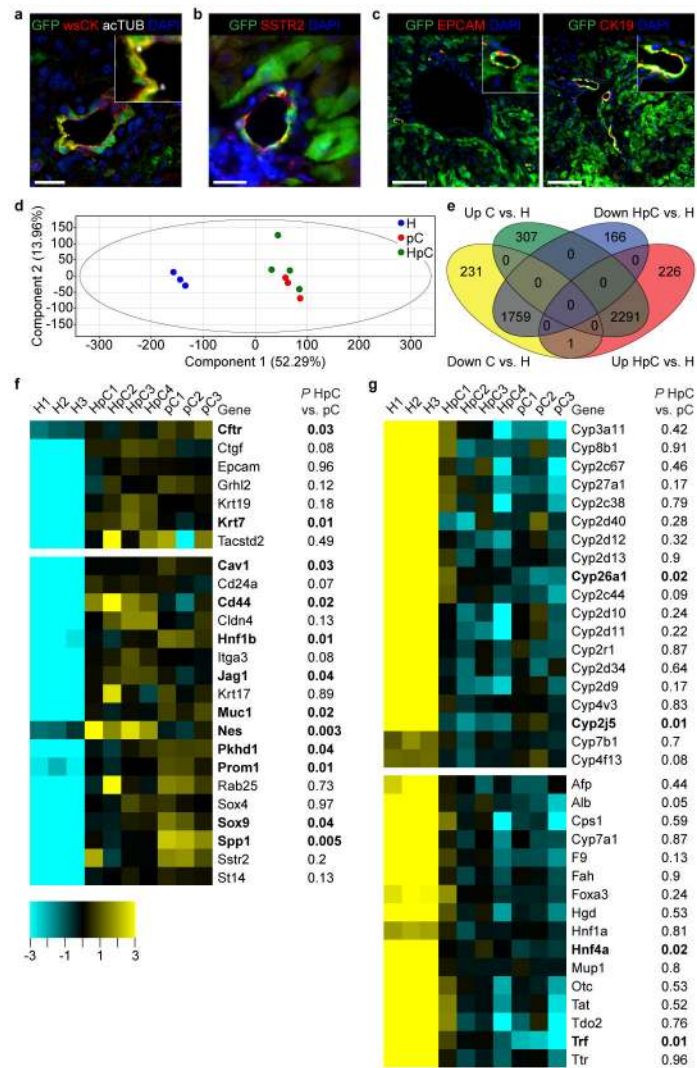 a
GFP wsCK acTUB
b
GFP SSTR2 DAPI
c
GFP EPCAM DAPI
GFP CK19 DAPI
d
Component 2 (13.96%)
150
100
50
0
-50
-100
-150
-300 -200 -100 0 100 200 300
Component 1 (52.29%)
H
pC
HpC
e
Up C vs. H
Down HpC vs. H
307
166
231
226
0
0
0
0
0
1759
2291
0
0
0
1
Down C vs. H
Up HpC vs. H
f
H1 H2 H3 HpC1 HpC2 HpC3 HpC4 pC1 pC2 pC3 Gene P HpC vs. pC
Cftr 0.03
Ctgf 0.08
Epcam 0.96
Grhl2 0.12
Krt19 0.18
Krt7 0.01
Tacstd2 0.49
Cav1 0.03
Cd24a 0.07
Cd44 0.02
Cldn4 0.13
Hnf1b 0.01
Itga3 0.08
Jag1 0.04
Krt17 0.89
Muc1 0.02
Nes 0.003
Pkhd1 0.04
Prom1 0.01
Rab25 0.73
Sox4 0.97
Sox9 0.04
Spp1 0.005
Sstr2 0.2
St14 0.13
-3 -1 1 3
g
H1 H2 H3 HpC1 HpC2 HpC3 HpC4 pC1 pC2 pC3 Gene P HpC vs. pC
Cyp3a11 0.42
Cyp8b1 0.91
Cyp2c67 0.46
Cyp27a1 0.17
Cyp2c38 0.79
Cyp2d40 0.28
Cyp2d12 0.32
Cyp2d13 0.9
Cyp26a1 0.02
Cyp2c44 0.09
Cyp2d10 0.24
Cyp2d11 0.22
Cyp2r1 0.87
Cyp2d34 0.64
Cyp2d9 0.17
Cyp4v3 0.83
Cyp2j5 0.01
Cyp7b1 0.7
Cyp4f13 0.08
Afp 0.44
Alb 0.05
Cps1 0.59
Cyp7a1 0.87
F9 0.13
Fah 0.9
Foxa3 0.24
Hgd 0.53
Hnf1a 0.81
Hnf4a 0.02
Mup1 0.8
Otc 0.53
Tat 0.52
Tdo2 0.76
Trf 0.01
Ttr 0.96